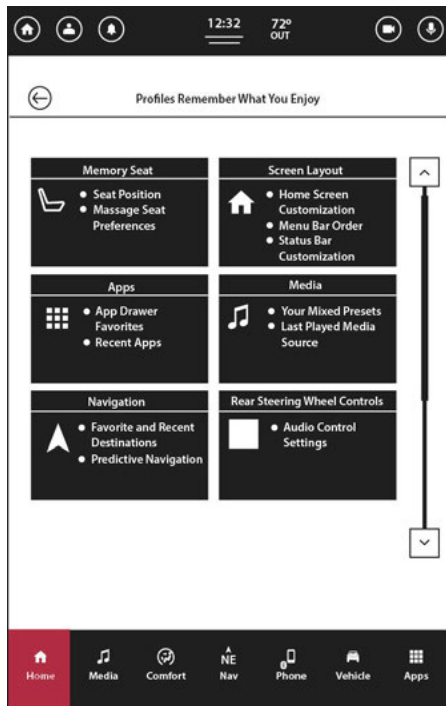 12:32
72º
OUT
Profiles Remember What You Enjoy
Memory Seat
Seat Position
Massage Seat
Preferences
Screen Layout
Home Screen
Customization
Menu Bar Order
Status Bar
Customization
Apps
App Drawer
Favorites
Recent Apps
Media
Your Mixed Presets
Last Played Media
Source
Navigation
Favorite and Recent
Destinations
Predictive Navigation
Rear Steering Wheel Controls
Audio Control
Settings
NE
Home Media Comfort Nav Phone Vehicle Apps